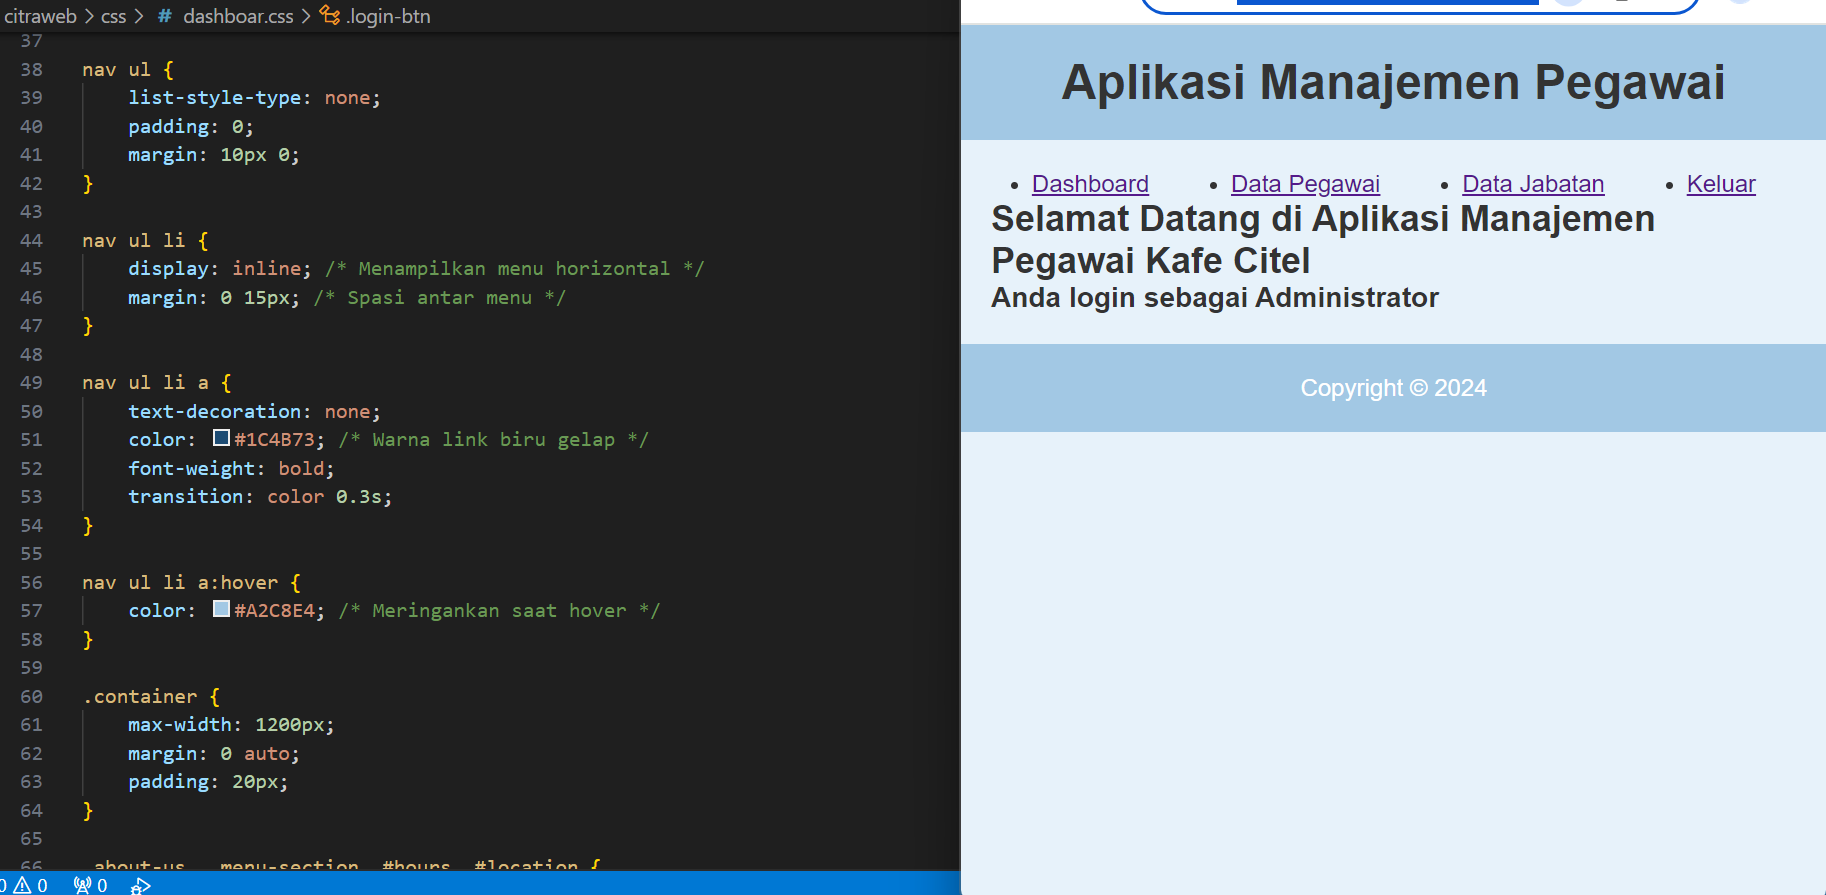 citraweb > css > # dashboar.css > .login-btn
37
38 nav ul {
39 list-style-type: none;
40 padding: 0;
41 margin: 10px 0;
42 }
43
44 nav ul li {
45 display: inline; /* Menampilkan menu horizontal */
46 margin: 0 15px; /* Spasi antar menu */
47 }
48
49 nav ul li a {
50 text-decoration: none;
51 color: #1C4B73; /* Warna link biru gelap */
52 font-weight: bold;
53 transition: color 0.3s;
54 }
55
56 nav ul li a:hover {
57 color: #A2C8E4; /* Meringankan saat hover */
58 }
59
60 .container {
61 max-width: 1200px;
62 margin: 0 auto;
63 padding: 20px;
64 }
65
66 .about-us, .menu-section, #hours, #location {
0 0 0
Aplikasi Manajemen Pegawai
• Dashboard • Data Pegawai • Data Jabatan • Keluar
Selamat Datang di Aplikasi Manajemen
Pegawai Kafe Citel
Anda login sebagai Administrator
Copyright © 2024